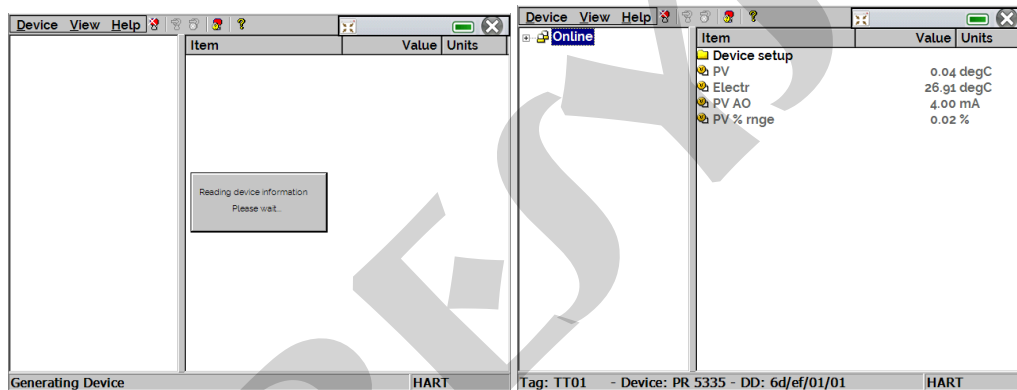 Device View Help
Item Value Units
Reading device information
Please wait...
Generating Device HART
Device View Help
Online
Item Value Units
Device setup
PV 0.04 degC
Electr 26.91 degC
PV AO 4.00 mA
PV % rnge 0.02 %
Tag: TT01 - Device: PR 5335 - DD: 6d/ef/01/01 HART